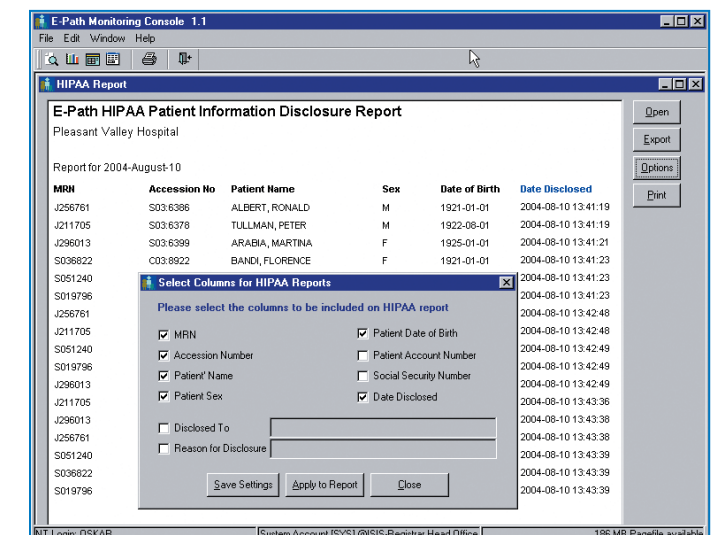 E-Path Monitoring Console 1.1
File Edit Window Help
HIPAA Report
E-Path HIPAA Patient Information Disclosure Report
Pleasant Valley Hospital
Report for 2004-August-10
Open
Export
Options
Print
MRN Accession No Patient Name Sex Date of Birth Date Disclosed
J256761 S03:6386 ALBERT, RONALD M 1921-01-01 2004-08-10 13:41:19
J211705 S03:6378 TULLMAN, PETER M 1922-08-01 2004-08-10 13:41:19
J296013 S03:6399 ARABIA, MARTINA F 1925-01-01 2004-08-10 13:41:21
S036822 C03:8922 BANDI, FLORENCE F 1921-01-01 2004-08-10 13:41:23
S051240 2004-08-10 13:41:23
S019796 2004-08-10 13:41:23
J256761 2004-08-10 13:42:48
J211705 2004-08-10 13:42:48
S051240 2004-08-10 13:42:49
S019796 2004-08-10 13:42:49
J296013 2004-08-10 13:42:49
J211705 2004-08-10 13:43:36
J296013 2004-08-10 13:43:38
J256761 2004-08-10 13:43:38
S051240 2004-08-10 13:43:39
S036822 2004-08-10 13:43:39
S019796 2004-08-10 13:43:39
Select Columns for HIPAA Reports
Please select the columns to be included on HIPAA report
MRN Patient Date of Birth
Accession Number Patient Account Number
Patient' Name Social Security Number
Patient Sex Date Disclosed
Disclosed To
Reason for Disclosure
Save Settings Apply to Report Close
NT Login: OSKAR System Account [SYS] @ISIS-Registrar Head Office 186 MB Pagefile available